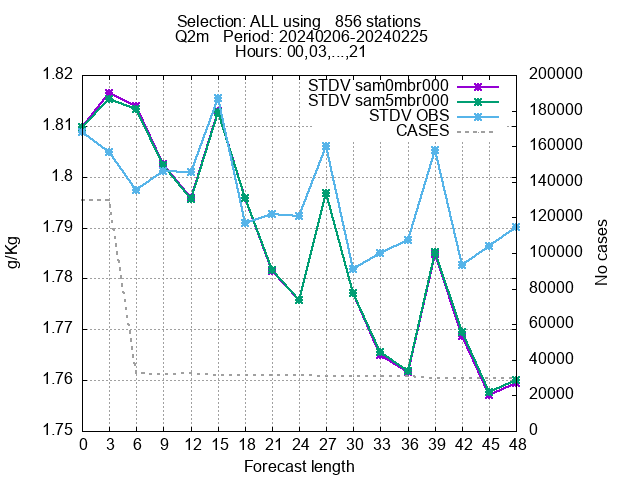 Selection: ALL using   856 stations
Q2m   Period: 20240206-20240225
Hours: 00,03,...,21
STDV sam0mbr000
STDV sam5mbr000
STDV OBS
CASES
1.82
1.81
1.8
1.79
1.78
1.77
1.76
1.75
g/Kg
200000
180000
160000
140000
120000
100000
80000
60000
40000
20000
0
No cases
0 3 6 9 12 15 18 21 24 27 30 33 36 39 42 45 48
Forecast length